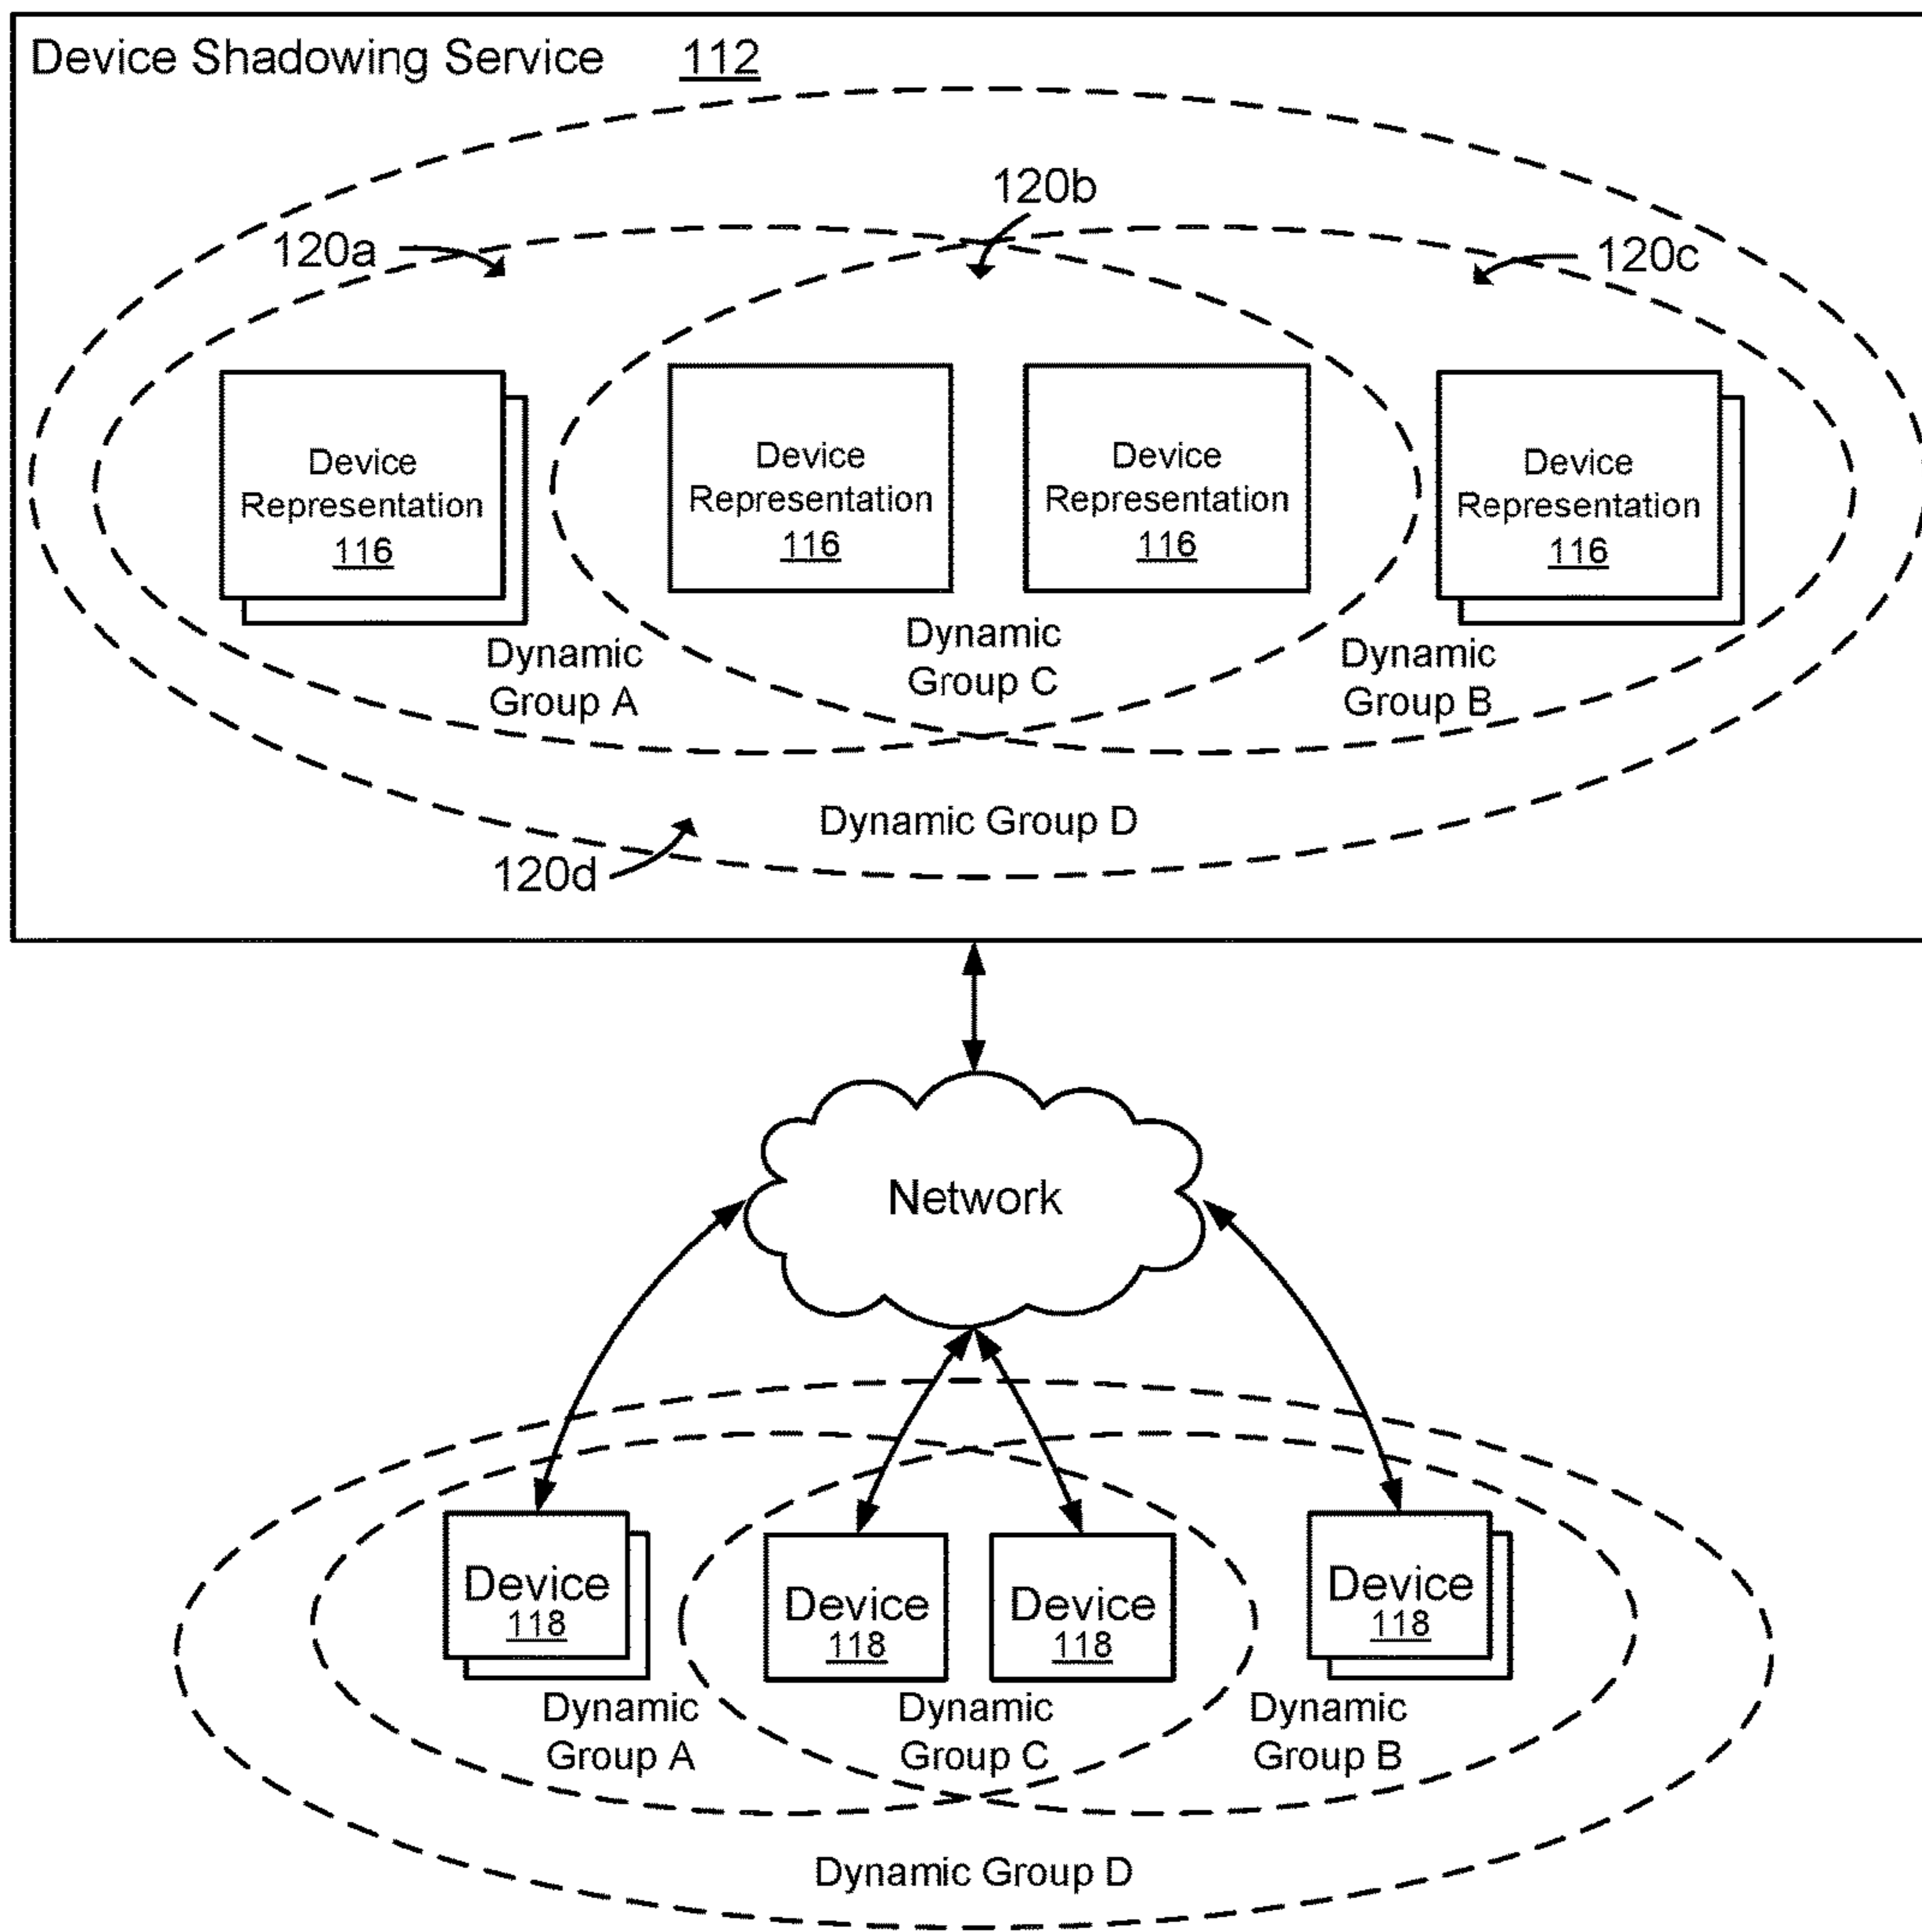 Device Shadowing Service 112
120b
120a
120c
Device
Representation
116
Device
Representation
116
Device
Representation
116
Device
Representation
116
Dynamic
Group A
Dynamic
Group C
Dynamic
Group B
Dynamic Group D
120d
Network
Device
118
Device
118
Device
118
Device
118
Dynamic
Group A
Dynamic
Group C
Dynamic
Group B
Dynamic Group D